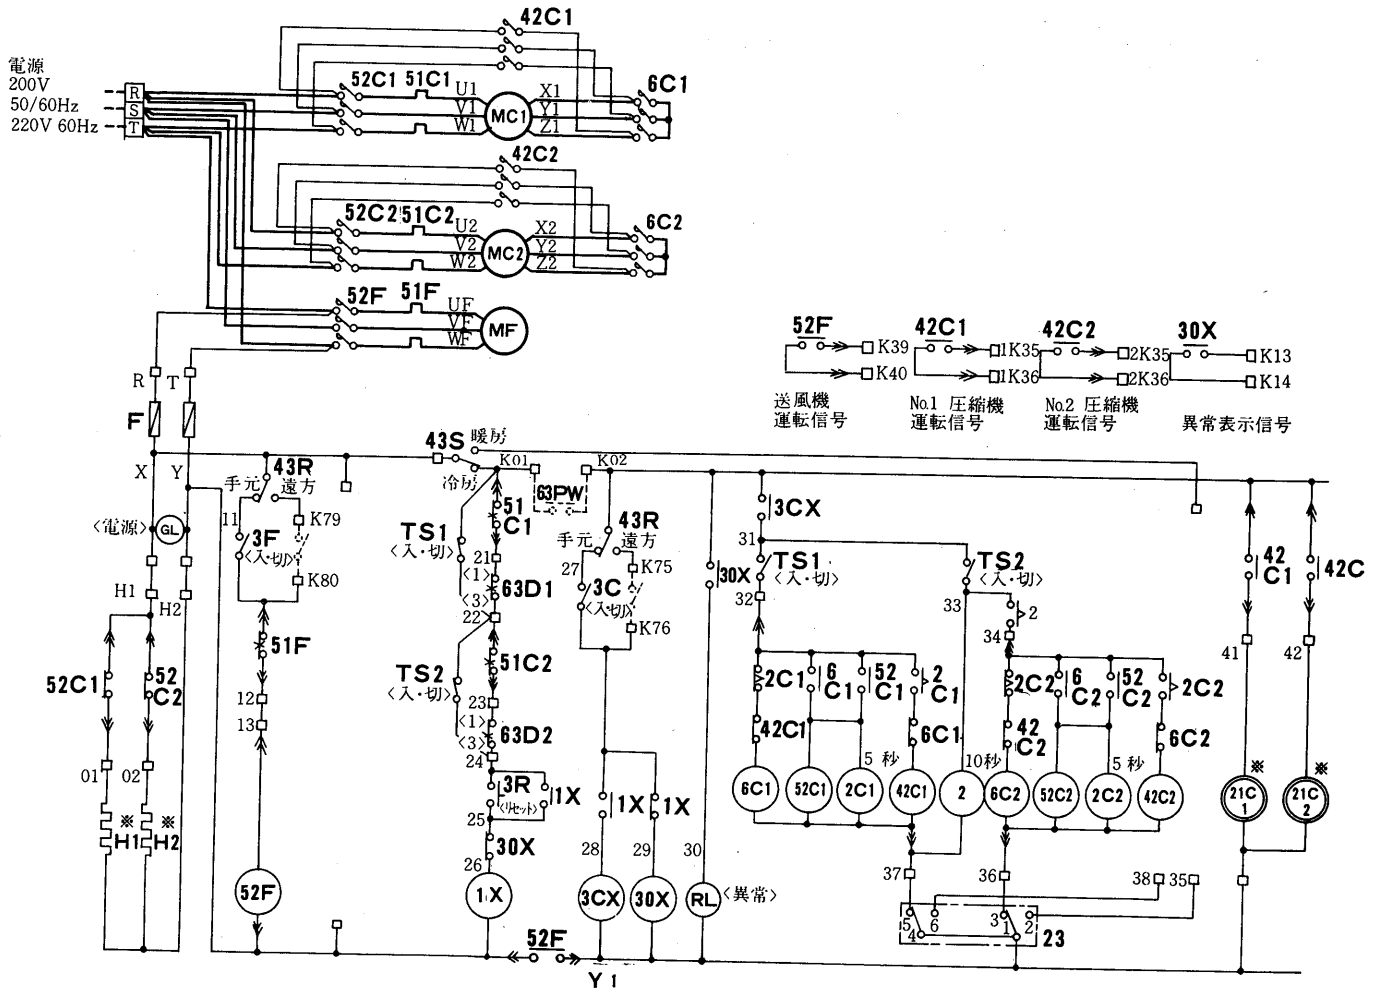 42C1
電源
200V
50/60Hz
220V 60Hz
R
S
T
52C1
51C1
U1
V1
W1
MC1
X1
Y1
Z1
6C1
42C2
52C2
51C2
U2
V2
W2
MC2
X2
Y2
Z2
6C2
52F
51F
UF
VF
WF
MF
52F
K39
K40
送風機
運転信号
42C1
1K35
1K36
No.1 圧縮機
運転信号
42C2
2K35
2K36
No.2 圧縮機
運転信号
30X
K13
K14
異常表示信号
R
T
F
X
Y
43S
暖房
冷房
K01
K02
63PW
43R
手元
遠方
11
K79
3F
〈入・切〉
K80
〈電源〉
GL
H1
H2
51F
12
13
52F
52C1
52
C2
01
02
※
H1
※
H2
TS1
〈入・切〉
51
C1
21
〈1〉
63D1
〈3〉
22
TS2
〈入・切〉
51C2
23
〈1〉
63D2
〈3〉
24
3R
〈リセット〉
1X
25
30X
26
1X
52F
43R
手元
遠方
27
K75
3C
〈入・切〉
K76
1X
1X
28
29
3CX
30X
Y1
30X
30
RL
〈異常〉
3CX
31
TS1
〈入・切〉
32
TS2
〈入・切〉
33
2
34
2C1
6
C1
52
C1
2
C1
42C1
6C1
5秒
10秒
6C1
52C1
2C1
42C1
2
2C2
6
C2
52
C2
2C2
42
C2
6C2
5秒
6C2
52C2
2C2
42C2
37
36
38
35
5
6
4
3
1
2
23
42
C1
42C
41
42
※
21C
1
※
21C
2